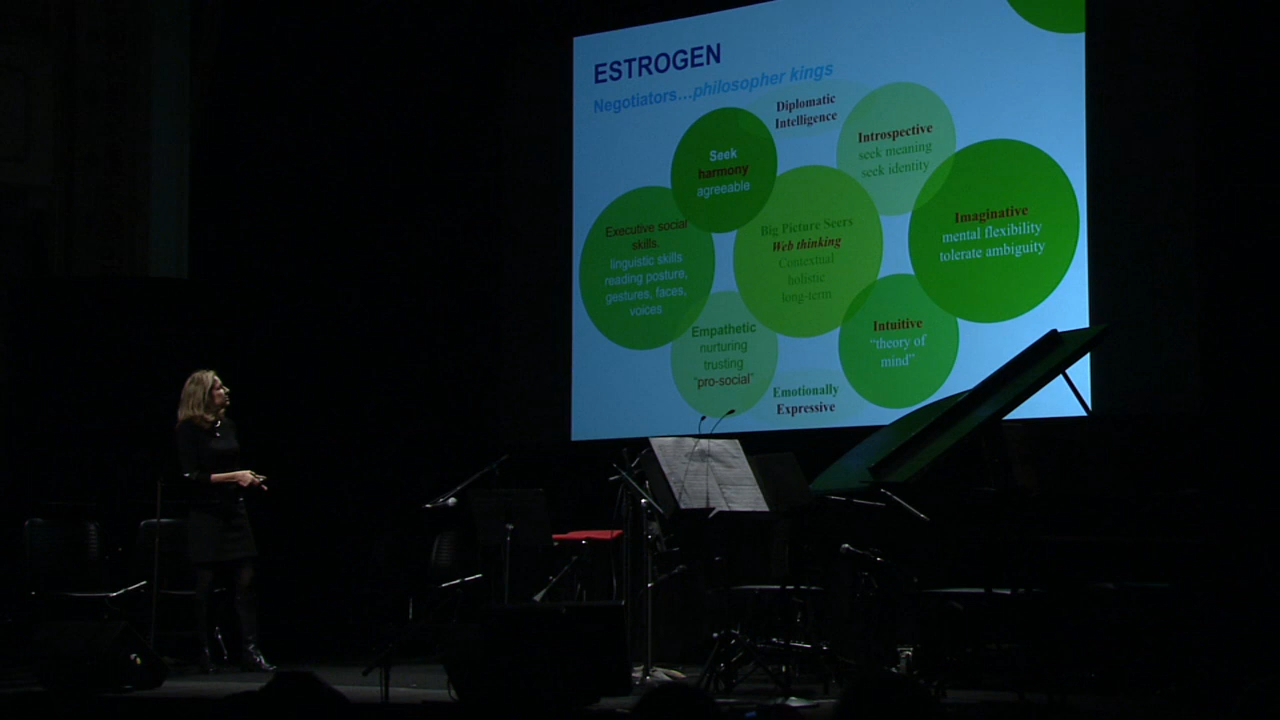 ESTROGEN
Negotiators...philosopher kings
Diplomatic
Intelligence
Seek
harmony
agreeable
Introspective
seek meaning
seek identity
Executive social
skills.
linguistic skills
reading posture,
gestures, faces,
voices
Big Picture Seers
Web thinking
Contextual
holistic
long-term
Imaginative
mental flexibility
tolerate ambiguity
Empathetic
nurturing
trusting
"pro-social"
Intuitive
"theory of
mind"
Emotionally
Expressive